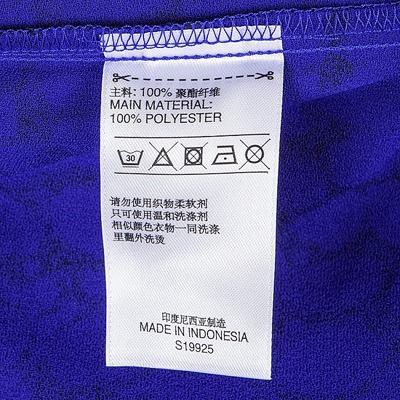 主料: 100% 聚酯纤维
MAIN MATERIAL:
100% POLYESTER
30
请勿使用织物柔软剂
只可使用温和洗涤剂
相似颜色衣物一同洗涤
里翻外洗烫
印度尼西亚制造
MADE IN INDONESIA
S19925